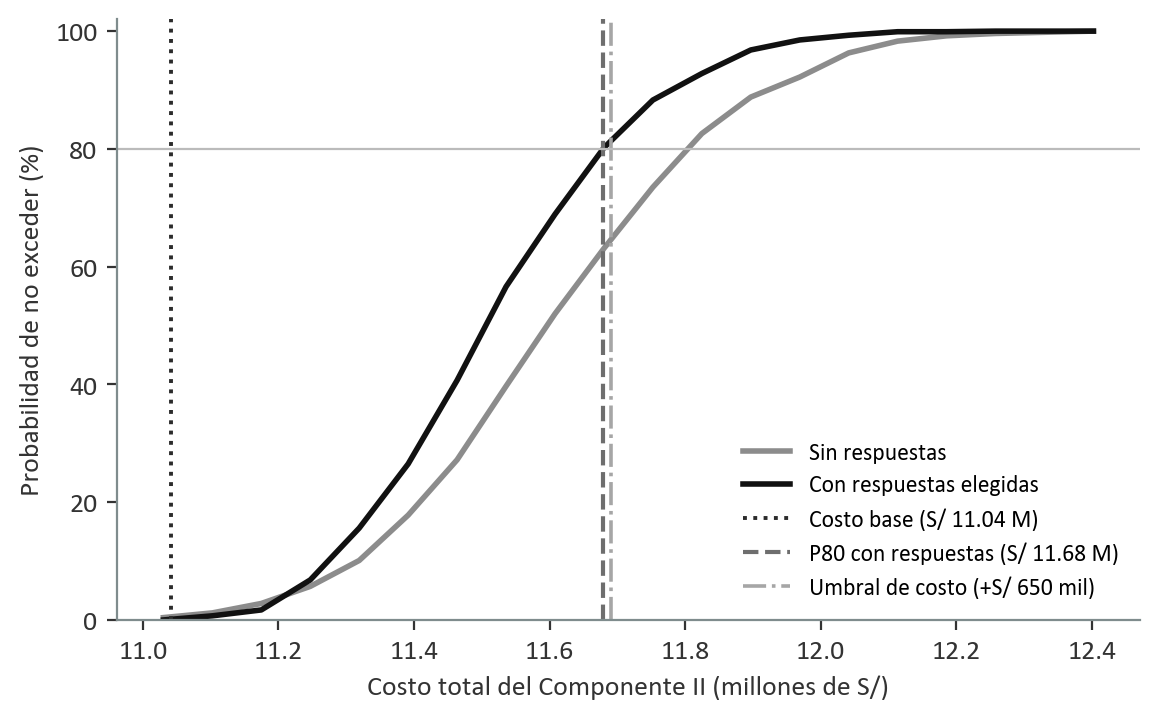 100
80
60
40
20
0
Probabilidad de no exceder (%)
Sin respuestas
Con respuestas elegidas
Costo base (S/ 11.04 M)
P80 con respuestas (S/ 11.68 M)
Umbral de costo (+S/ 650 mil)
11.0 11.2 11.4 11.6 11.8 12.0 12.2 12.4
Costo total del Componente II (millones de S/)